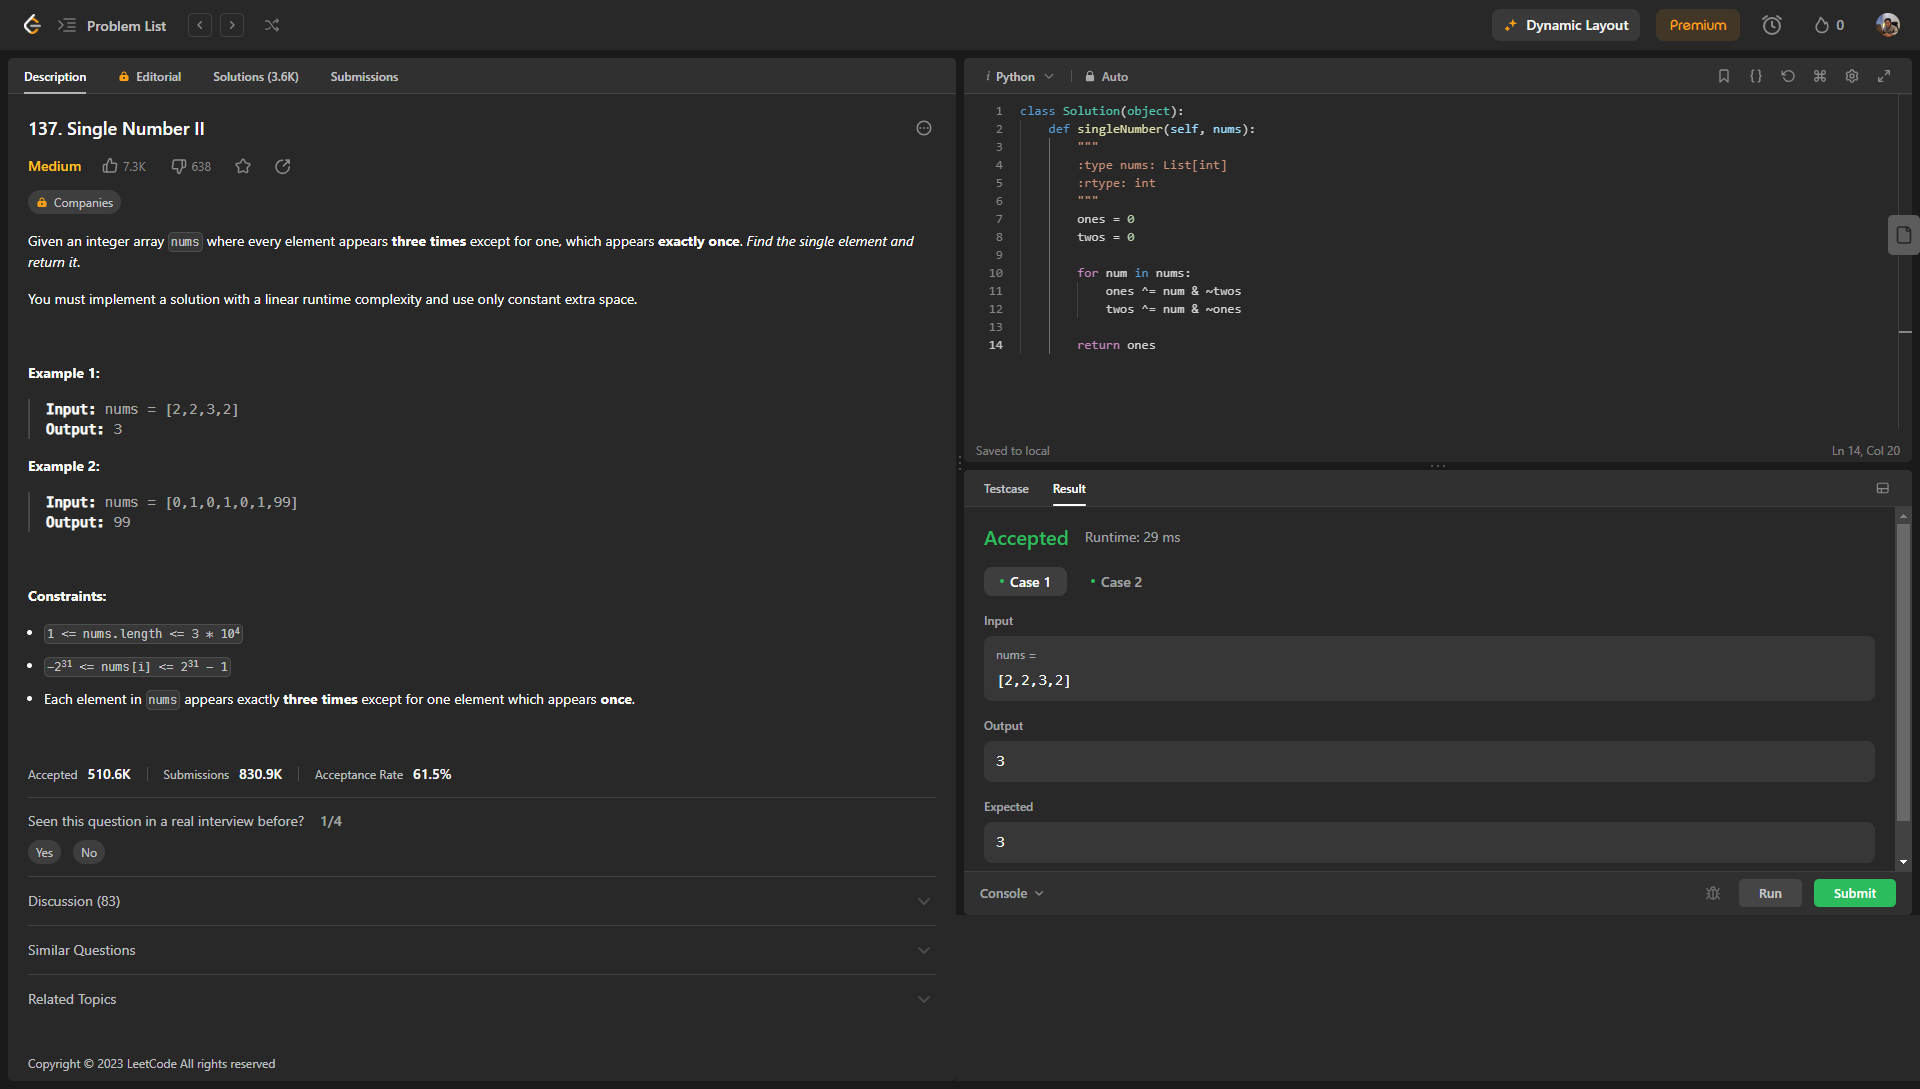 Problem List
Dynamic Layout
Premium
0
Description
Editorial
Solutions (3.6K)
Submissions
137. Single Number II
Medium
7.3K
638
Companies
Given an integer array nums where every element appears three times except for one, which appears exactly once. Find the single element and
return it.
You must implement a solution with a linear runtime complexity and use only constant extra space.
Example 1:
Input: nums = [2,2,3,2]
Output: 3
Example 2:
Input: nums = [0,1,0,1,0,1,99]
Output: 99
Constraints:
• 1 <= nums.length <= 3 * 10⁴
• -2³¹ <= nums[i] <= 2³¹ - 1
• Each element in nums appears exactly three times except for one element which appears once.
Accepted 510.6K
Submissions 830.9K
Acceptance Rate 61.5%
Seen this question in a real interview before? 1/4
Yes
No
Discussion (83)
Similar Questions
Related Topics
Copyright © 2023 LeetCode All rights reserved
i Python
Auto
1 class Solution(object):
2     def singleNumber(self, nums):
3         """
4         :type nums: List[int]
5         :rtype: int
6         """
7         ones = 0
8         twos = 0
9
10         for num in nums:
11             ones ^= num & ~twos
12             twos ^= num & ~ones
13
14         return ones
Saved to local
Ln 14, Col 20
Testcase
Result
Accepted
Runtime: 29 ms
• Case 1
• Case 2
Input
nums =
[2,2,3,2]
Output
3
Expected
3
Console
Run
Submit